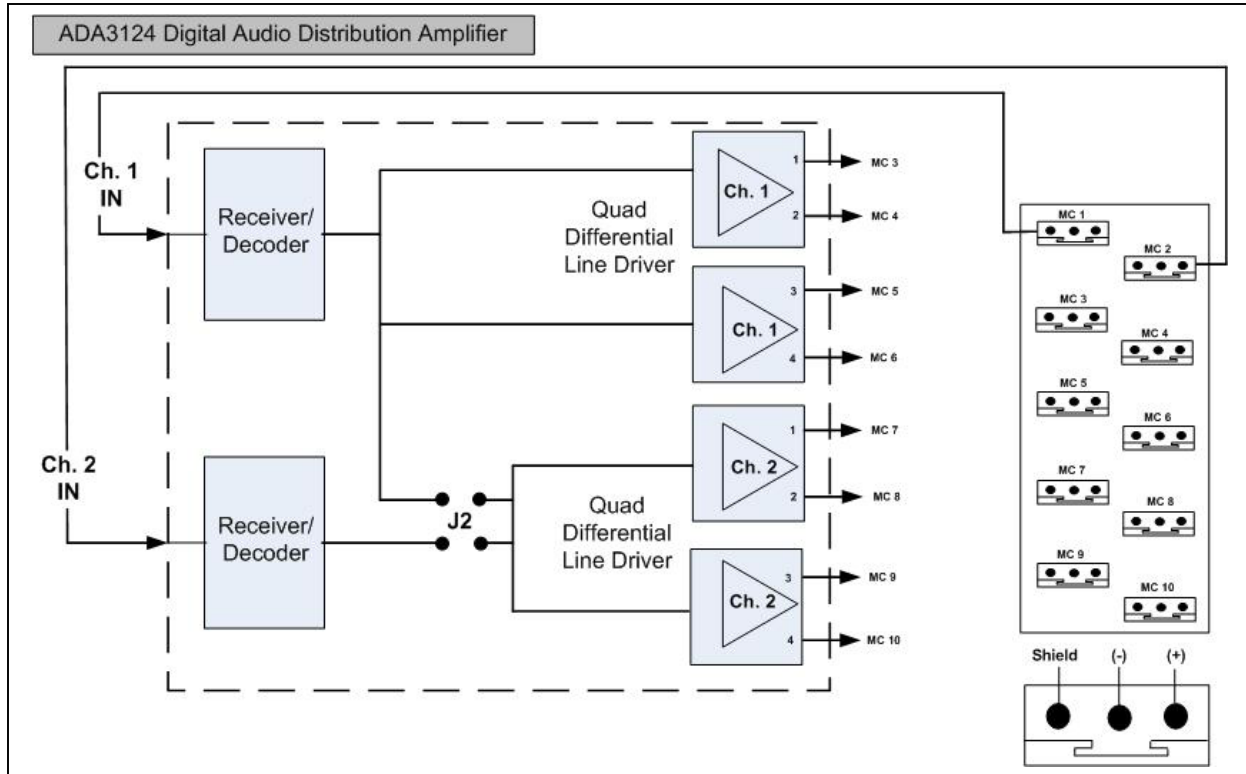 ADA3124 Digital Audio Distribution Amplifier
Ch. 1
IN
Receiver/
Decoder
Quad
Differential
Line Driver
Ch. 1
1
2
MC 3
MC 4
Ch. 1
3
4
MC 5
MC 6
Ch. 2
IN
Receiver/
Decoder
J2
Quad
Differential
Line Driver
Ch. 2
1
2
MC 7
MC 8
Ch. 2
3
4
MC 9
MC 10
MC 1
MC 2
MC 3
MC 4
MC 5
MC 6
MC 7
MC 8
MC 9
MC 10
Shield (-) (+)